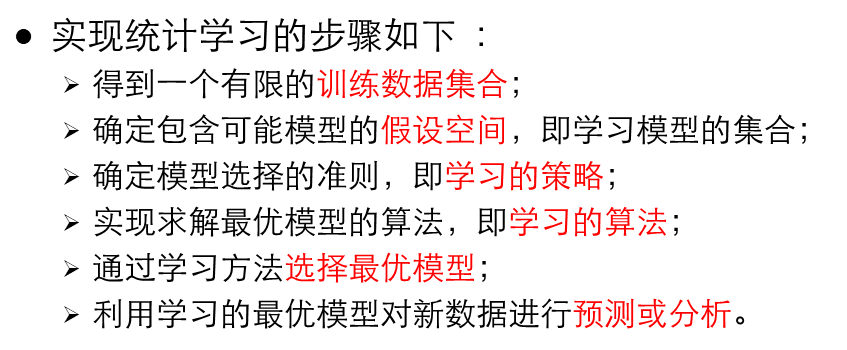 ● 实现统计学习的步骤如下 ：
➢ 得到一个有限的训练数据集合；
➢ 确定包含可能模型的假设空间，即学习模型的集合；
➢ 确定模型选择的准则，即学习的策略；
➢ 实现求解最优模型的算法，即学习的算法；
➢ 通过学习方法选择最优模型；
➢ 利用学习的最优模型对新数据进行预测或分析。